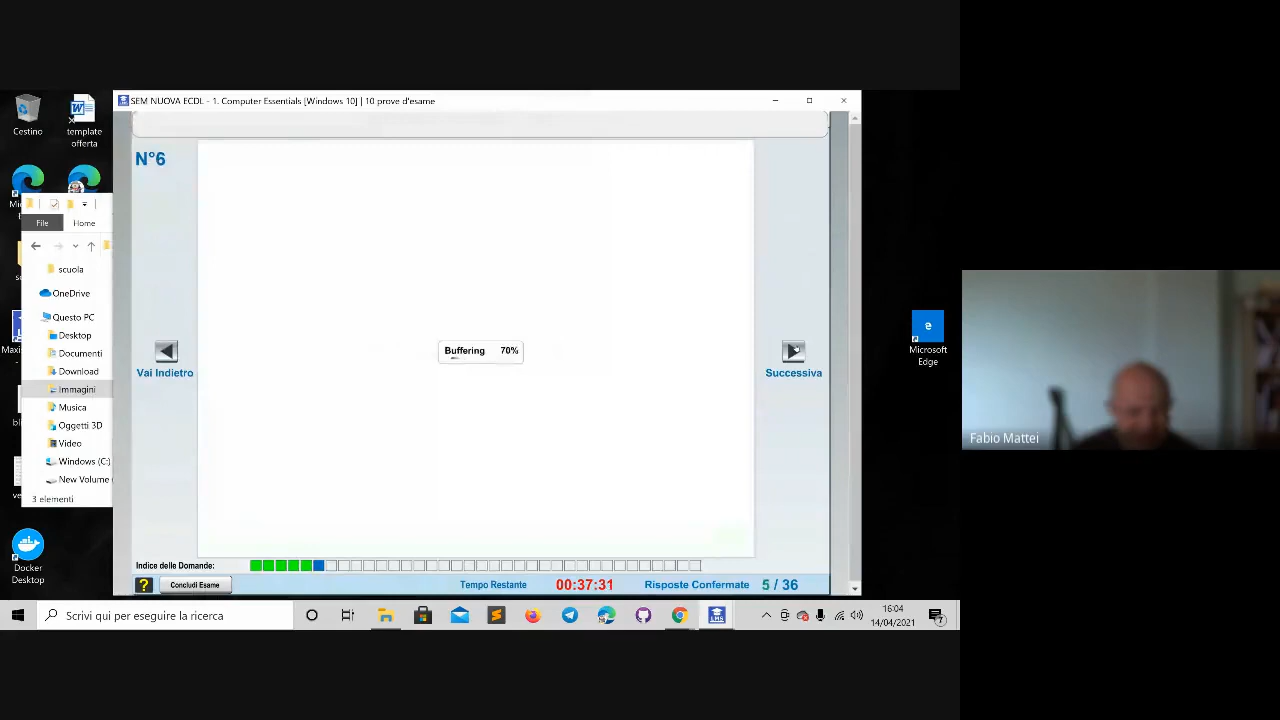 SEM NUOVA ECDL - 1. Computer Essentials [Windows 10] | 10 prove d'esame
Cestino
template
offerta
N°6
File
Home
scuola
OneDrive
Questo PC
Desktop
Documenti
Download
Immagini
Musica
Oggetti 3D
Video
Windows (C:)
New Volume
3 elementi
Docker
Desktop
Buffering 70%
Vai Indietro
Successiva
Microsoft
Edge
Fabio Mattei
Indice delle Domande:
Concludi Esame
Tempo Restante 00:37:31 Risposte Confermate 5 / 36
Scrivi qui per eseguire la ricerca
LMS
16:04
14/04/2021